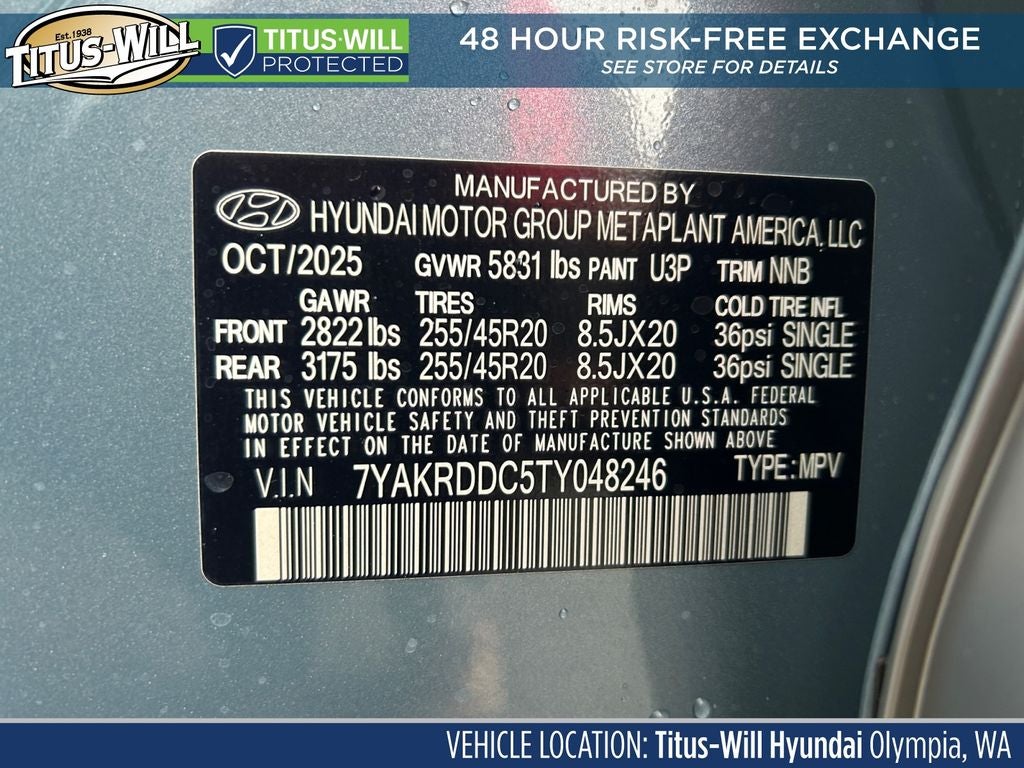 Est. 1938
TITUS-WILL
TITUS-WILL
PROTECTED
48 HOUR RISK-FREE EXCHANGE
SEE STORE FOR DETAILS
MANUFACTURED BY
HYUNDAI MOTOR GROUP METAPLANT AMERICA, LLC
OCT/2025 GVWR 5831 lbs PAINT U3P TRIM NNB
GAWR TIRES RIMS COLD TIRE INFL
FRONT 2822 lbs 255/45R20 8.5JX20 36psi SINGLE
REAR 3175 lbs 255/45R20 8.5JX20 36psi SINGLE
THIS VEHICLE CONFORMS TO ALL APPLICABLE U.S.A. FEDERAL
MOTOR VEHICLE SAFETY AND THEFT PREVENTION STANDARDS
IN EFFECT ON THE DATE OF MANUFACTURE SHOWN ABOVE
V.I.N 7YAKRDDC5TY048246 TYPE: MPV
VEHICLE LOCATION: Titus-Will Hyundai Olympia, WA